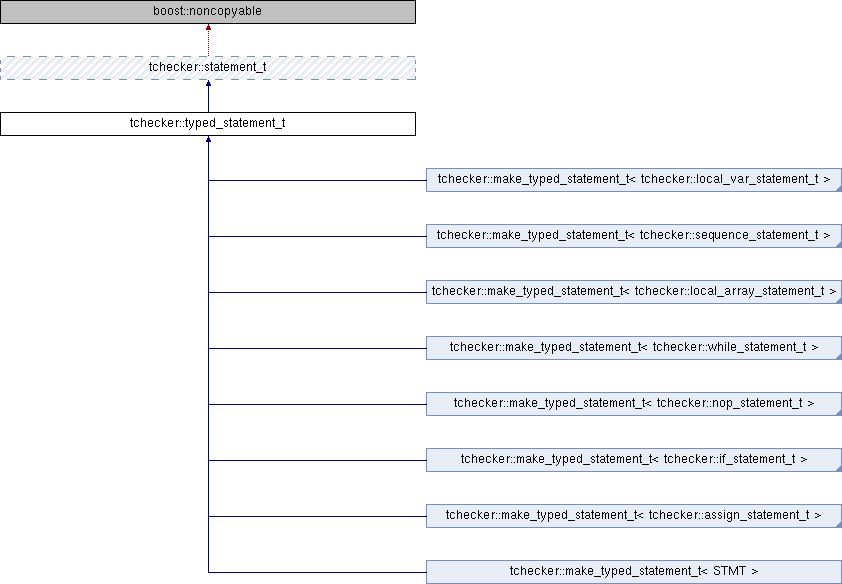 boost::noncopyable
tchecker::statement_t
tchecker::typed_statement_t
tchecker::make_typed_statement_t< tchecker::local_var_statement_t >
tchecker::make_typed_statement_t< tchecker::sequence_statement_t >
tchecker::make_typed_statement_t< tchecker::local_array_statement_t >
tchecker::make_typed_statement_t< tchecker::while_statement_t >
tchecker::make_typed_statement_t< tchecker::nop_statement_t >
tchecker::make_typed_statement_t< tchecker::if_statement_t >
tchecker::make_typed_statement_t< tchecker::assign_statement_t >
tchecker::make_typed_statement_t< STMT >